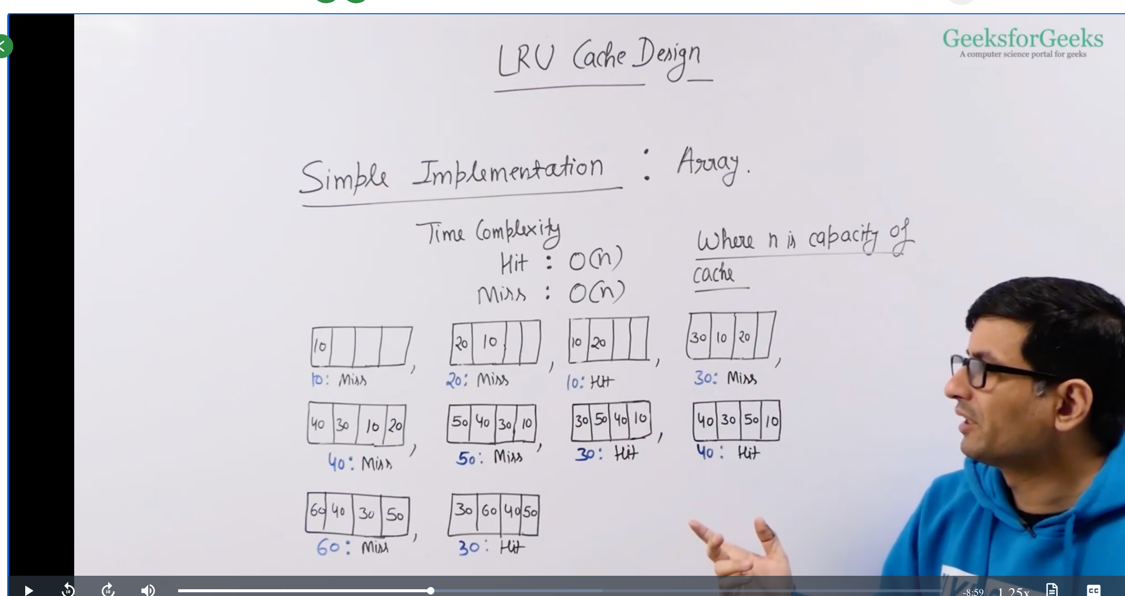 GeeksforGeeks
A computer science portal for geeks
LRU Cache Design
Simple Implementation : Array.
Time Complexity
Hit : O(n)
Miss : O(n)
Where n is capacity of
cache
10
20 10
10 20
30 10 20
10: Miss
20: Miss
10: Hit
30: Miss
40 30 10 20
50 40 30 10
30 50 40 10
40 30 50 10
40: Miss
50: Miss
30: Hit
40: Hit
60 40 30 50
30 60 40 50
60: Miss
30: Hit
-8:59
1.25x
CC